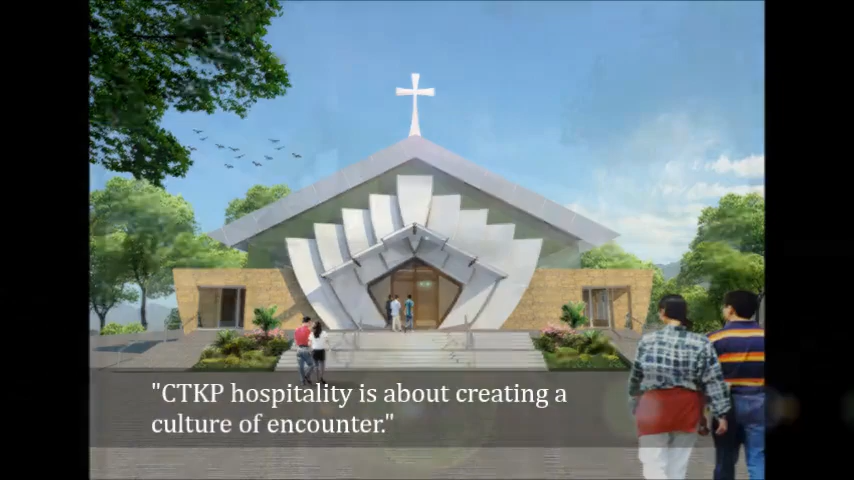 "CTKP hospitality is about creating a
culture of encounter."